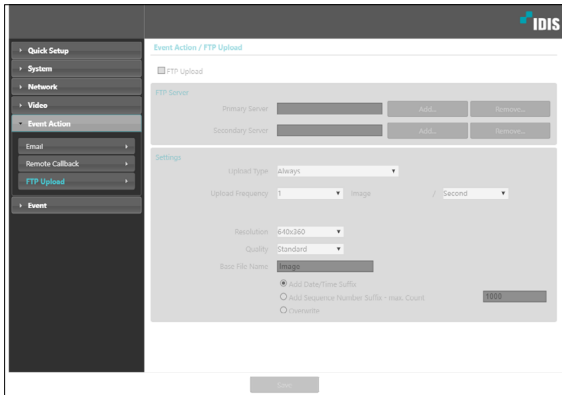 IDIS
Quick Setup
System
Network
Video
Event Action
Email
Remote Callback
FTP Upload
Event
Event Action / FTP Upload
FTP Upload
FTP Server
Primary Server Add... Remove...
Secondary Server Add... Remove...
Settings
Upload Type Always
Upload Frequency 1 Image / Second
Resolution 640x360
Quality Standard
Base File Name Image
Add Date/Time Suffix
Add Sequence Number Suffix - max. Count 1000
Overwrite
Save